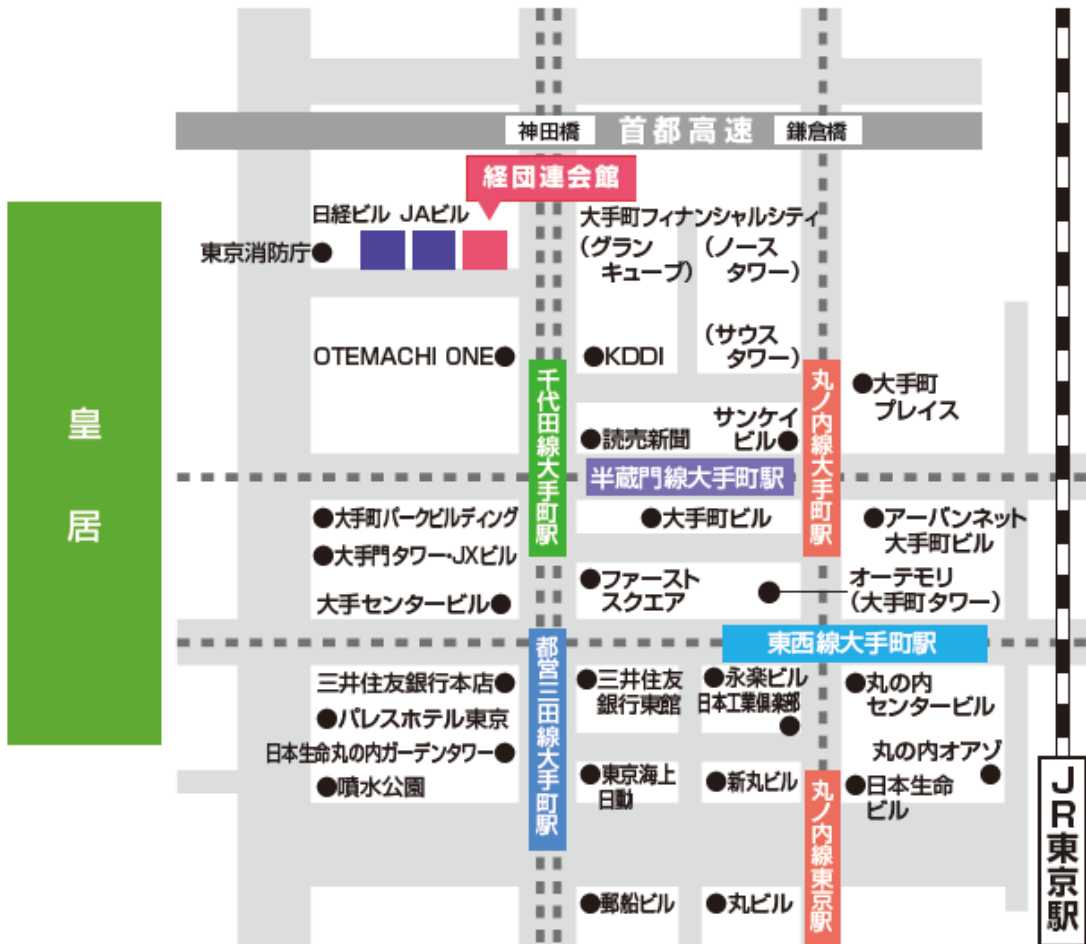 神田橋
首都高速
鎌倉橋
経団連会館
日経ビル
JAビル
大手町フィナンシャルシティ
(グラン
キューブ)
(ノース
タワー)
東京消防庁
OTEMACHI ONE
KDDI
(サウス
タワー)
皇居
千代田線大手町駅
丸ノ内線大手町駅
大手町
プレイス
読売新聞
サンケイ
ビル
半蔵門線大手町駅
大手町パークビルディング
大手町ビル
アーバンネット
大手町ビル
大手門タワー・JXビル
ファースト
スクエア
オーテモリ
(大手町タワー)
大手センタービル
東西線大手町駅
都営三田線大手町駅
三井住友銀行本店
三井住友
銀行東館
永楽ビル
日本工業倶楽部
丸の内
センタービル
パレスホテル東京
日本生命丸の内ガーデンタワー
丸の内オアゾ
噴水公園
東京海上
日動
新丸ビル
日本生命
ビル
丸ノ内線東京駅
JR東京駅
郵船ビル
丸ビル